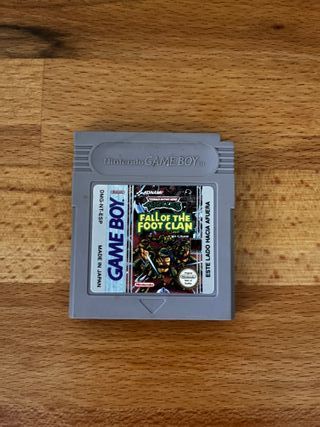 Nintendo GAME BOY
DMG-NT-ESP
MADE IN JAPAN
GAME BOY
KONAMI
FALL OF THE
FOOT CLAN
Nintendo
ESTE LADO HACIA AFUERA